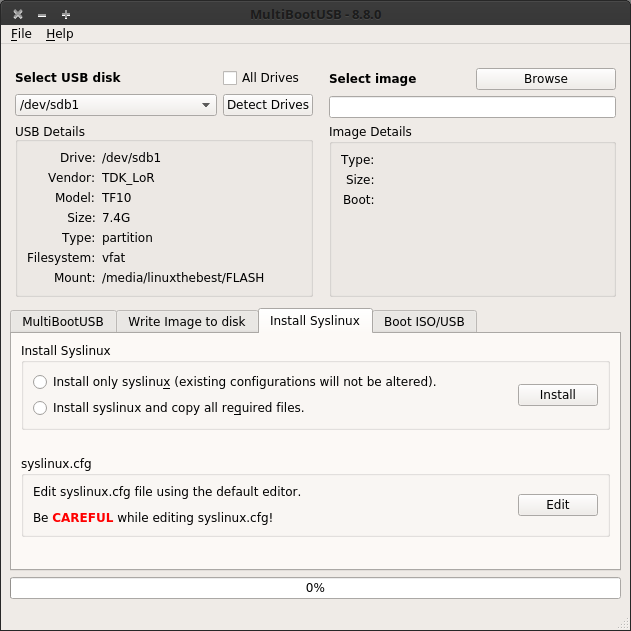 MultiBootUSB - 8.8.0
File Help
Select USB disk
All Drives
/dev/sdb1
Detect Drives
Select image
Browse
USB Details
Drive: /dev/sdb1
Vendor: TDK_LoR
Model: TF10
Size: 7.4G
Type: partition
Filesystem: vfat
Mount: /media/linuxthebest/FLASH
Image Details
Type:
Size:
Boot:
MultiBootUSB Write Image to disk Install Syslinux Boot ISO/USB
Install Syslinux
Install only syslinux (existing configurations will not be altered).
Install syslinux and copy all required files.
Install
syslinux.cfg
Edit syslinux.cfg file using the default editor.
Be CAREFUL while editing syslinux.cfg!
Edit
0%